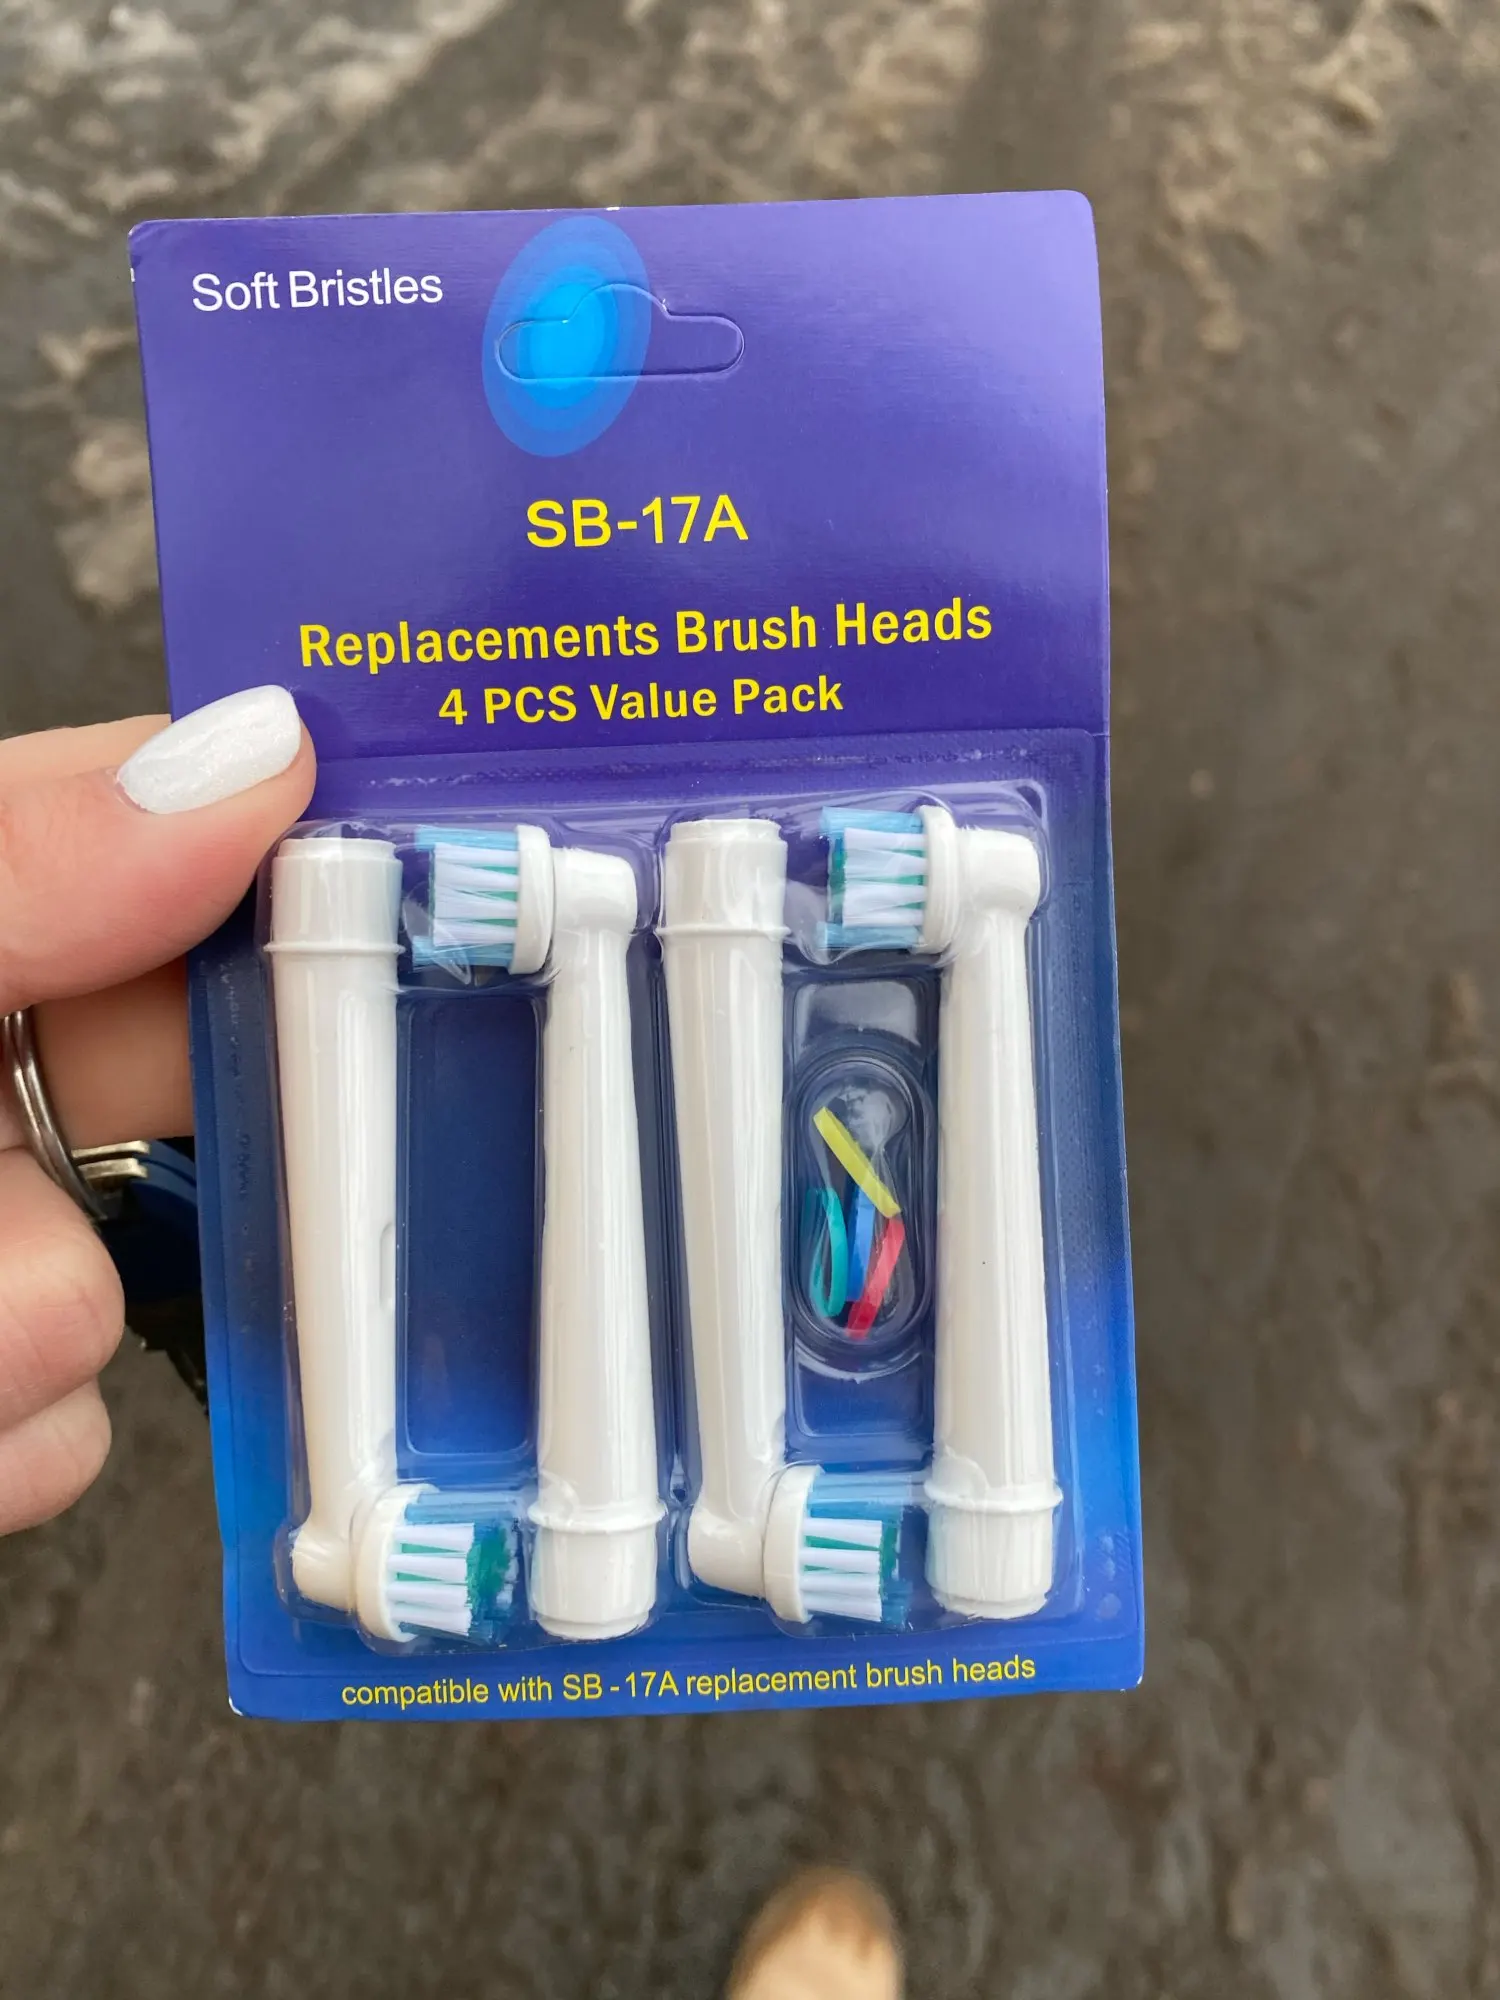 Soft Bristles
SB-17A
Replacements Brush Heads
4 PCS Value Pack
compatible with SB - 17A replacement brush heads